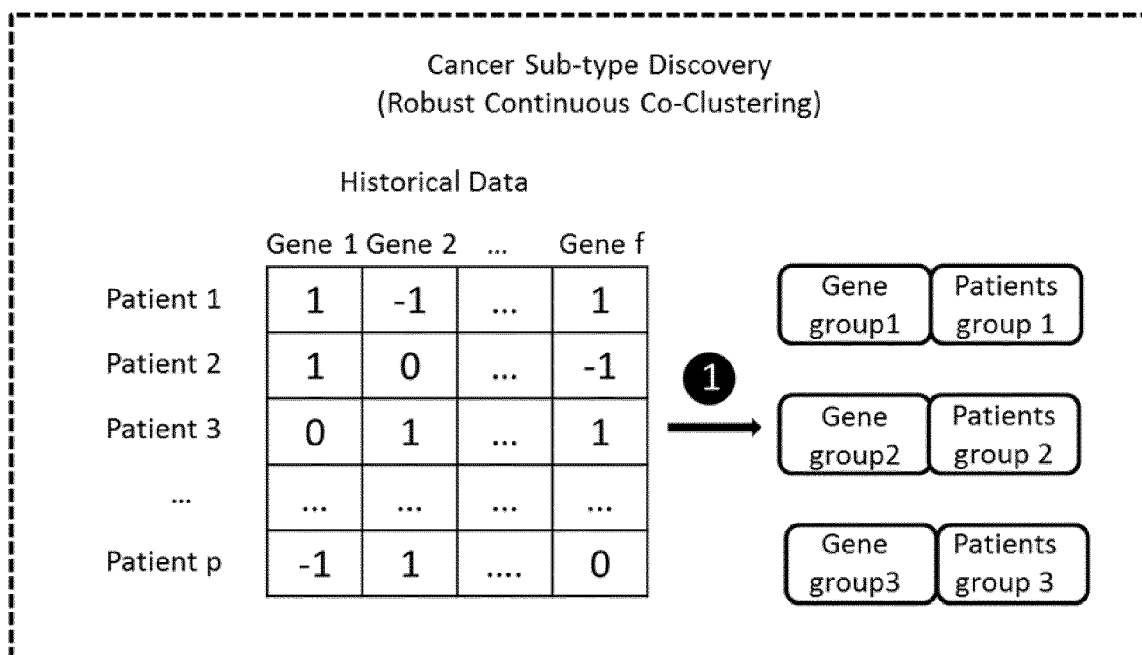 Cancer Sub-type Discovery
(Robust Continuous Co-Clustering)
Historical Data
Gene 1 Gene 2 ... Gene f
Patient 1 1 -1 ... 1
Patient 2 1 0 ... -1
Patient 3 0 1 ... 1
... ... ... ... ...
Patient p -1 1 .... 0
1
Gene Patients
group1 group 1
Gene Patients
group2 group 2
Gene Patients
group3 group 3